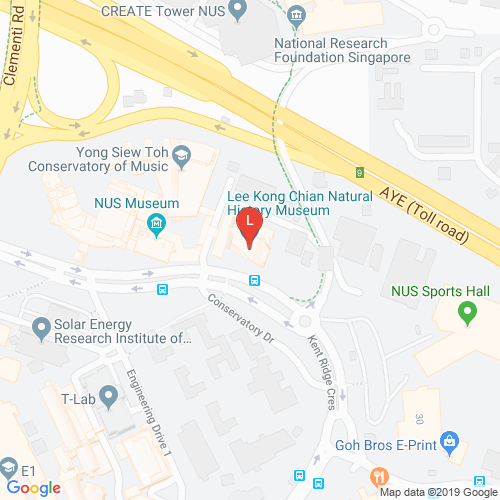 CREATE Tower NUS
Clementi Rd
National Research
Foundation Singapore
Yong Siew Toh
Conservatory of Music
9
AYE (Toll road)
Lee Kong Chian Natural
History Museum
NUS Museum
L
NUS Sports Hall
Solar Energy
Research Institute of...
Conservatory Dr
Kent Ridge Cres
Engineering Drive 1
T-Lab
30
Goh Bros E-Print
E1
Google
Map data ©2019 Google